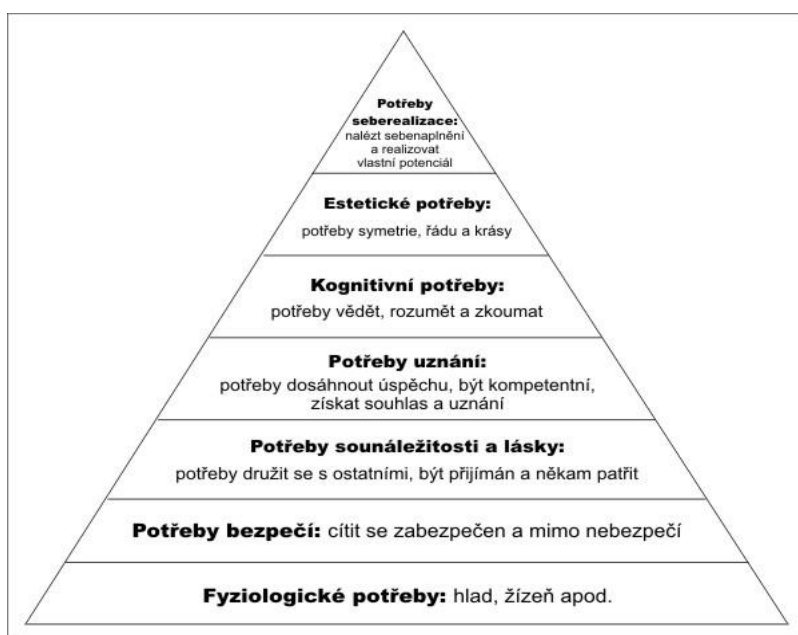 Potřeby
seberealizace:
nalézt sebenaplnění
a realizovat
vlastní potenciál
Estetické potřeby:
potřeby symetrie, řádu a krásy
Kognitivní potřeby:
potřeby vědět, rozumět a zkoumat
Potřeby uznání:
potřeby dosáhnout úspěchu, být kompetentní,
získat souhlas a uznání
Potřeby sounáležitosti a lásky:
potřeby družit se s ostatními, být přijímán a někam patřit
Potřeby bezpečí: cítit se zabezpečen a mimo nebezpečí
Fyziologické potřeby: hlad, žízeň apod.